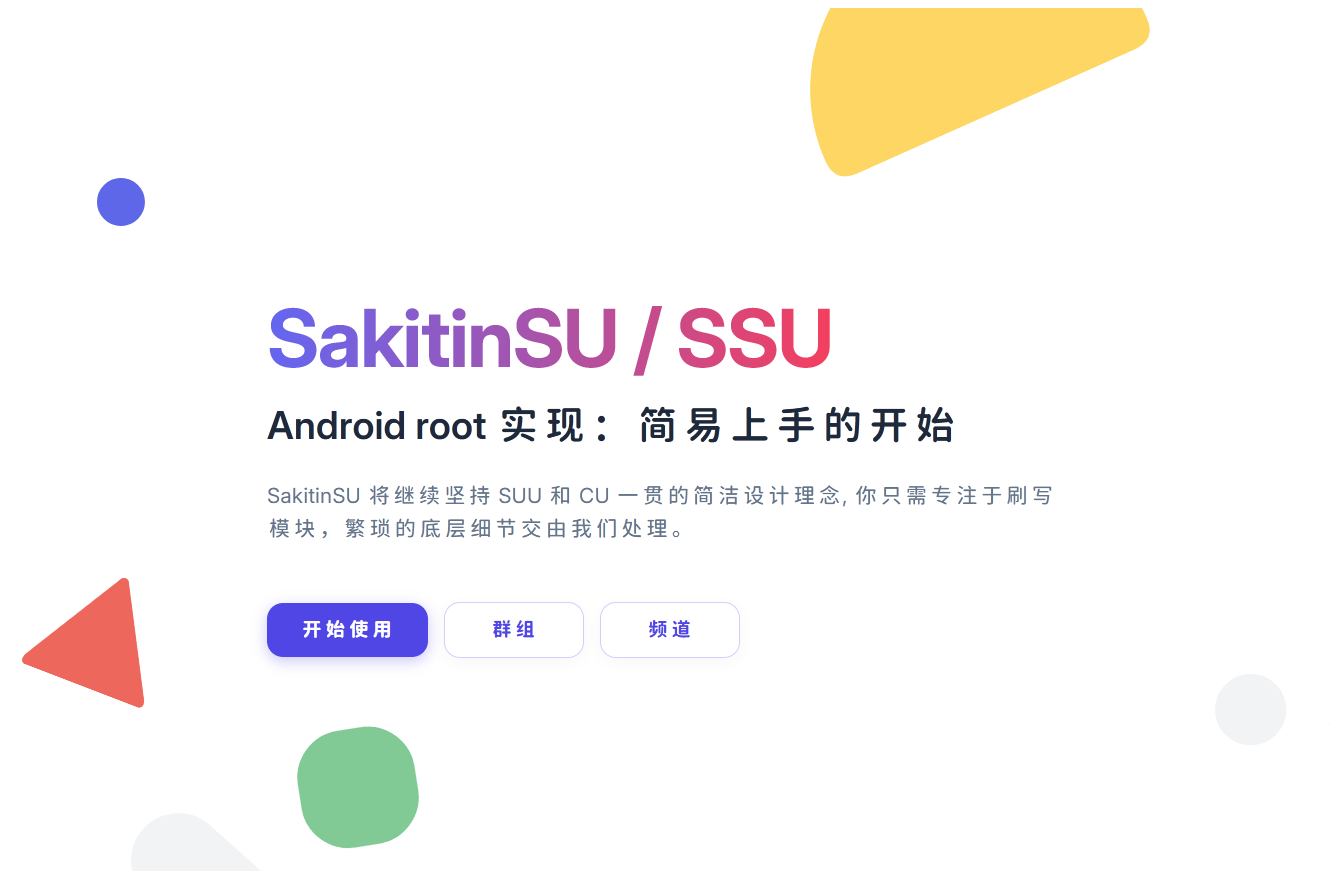 SakitinSU / SSU
Android root 实现：简易上手的开始
SakitinSU 将继续坚持 SUU 和 CU 一贯的简洁设计理念, 你只需专注于刷写
模块，繁琐的底层细节交由我们处理。
开始使用 群组 频道